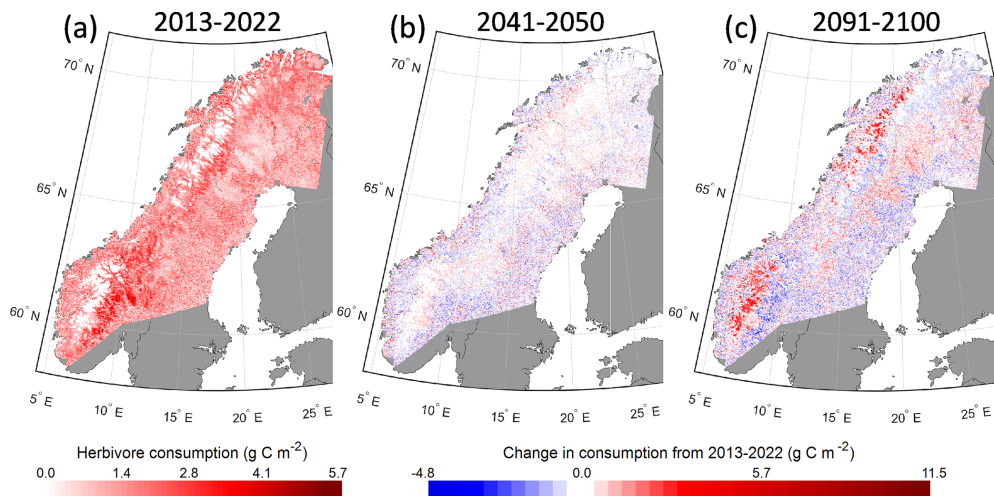 (a) 2013-2022 (b) 2041-2050 (c) 2091-2100
70° N 70° N 70° N
65° N 65° N 65° N
60° N 60° N 60° N
5° E 10° E 15° E 20° E 25° E 5° E 10° E 15° E 20° E 25° E 5° E 10° E 15° E 20° E 25° E
Herbivore consumption (g C m⁻²) Change in consumption from 2013-2022 (g C m⁻²)
0.0 1.4 2.8 4.1 5.7 -4.8 0.0 5.7 11.5